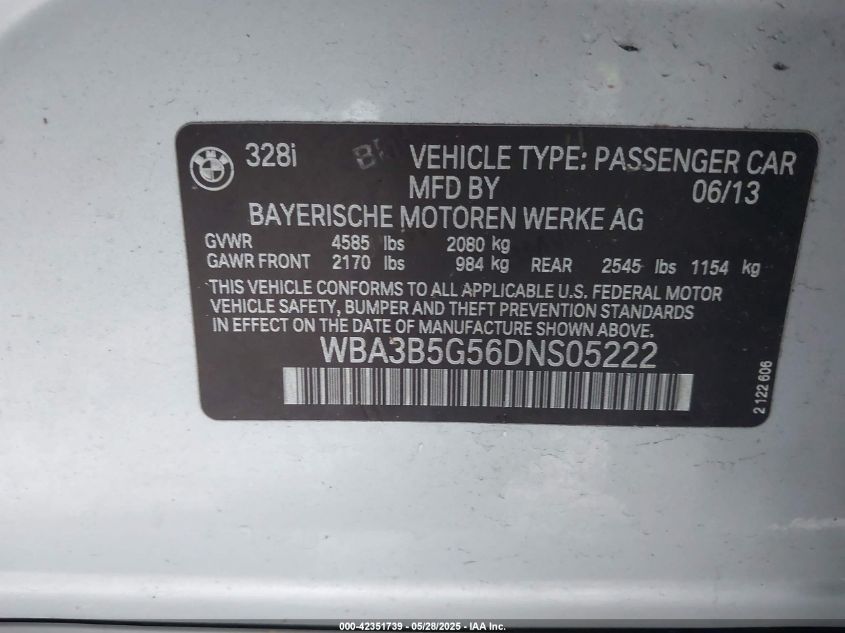 BMW
328i VEHICLE TYPE: PASSENGER CAR
MFD BY 06/13
BAYERISCHE MOTOREN WERKE AG
GVWR 4585 lbs 2080 kg
GAWR FRONT 2170 lbs 984 kg REAR 2545 lbs 1154 kg
THIS VEHICLE CONFORMS TO ALL APPLICABLE U.S. FEDERAL MOTOR
VEHICLE SAFETY, BUMPER AND THEFT PREVENTION STANDARDS
IN EFFECT ON THE DATE OF MANUFACTURE SHOWN ABOVE.
WBA3B5G56DNS05222
2 122 606
000-42351739 - 05/28/2025 - IAA Inc.